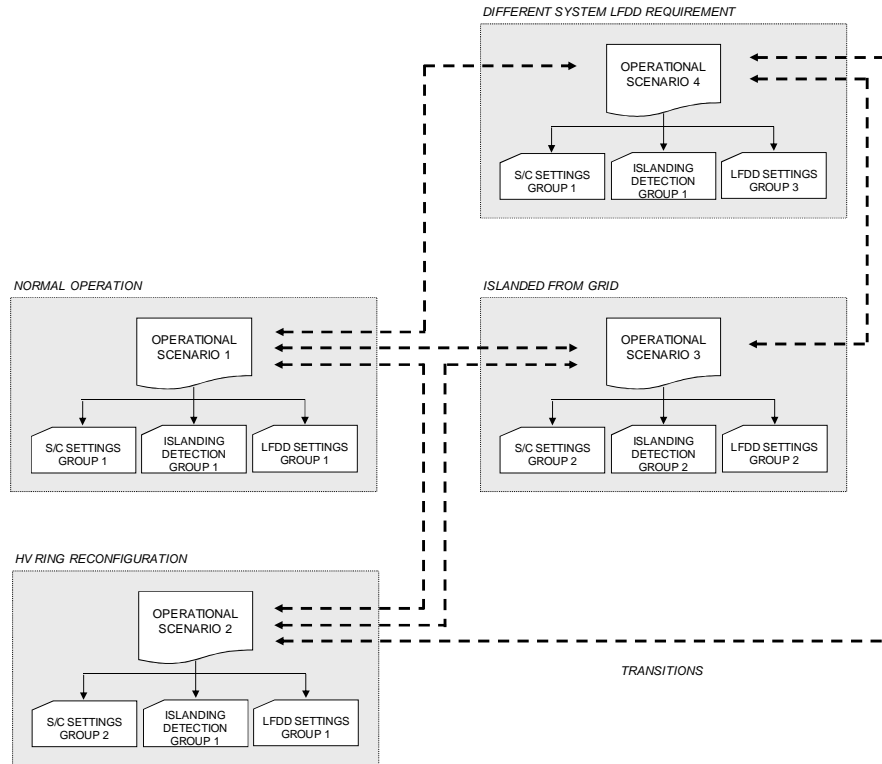 DIFFERENT SYSTEM LFDD REQUIREMENT
OPERATIONAL
SCENARIO 4
S/C SETTINGS
GROUP 1
ISLANDING
DETECTION
GROUP 1
LFDD SETTINGS
GROUP 3
NORMAL OPERATION
OPERATIONAL
SCENARIO 1
S/C SETTINGS
GROUP 1
ISLANDING
DETECTION
GROUP 1
LFDD SETTINGS
GROUP 1
ISLANDED FROM GRID
OPERATIONAL
SCENARIO 3
S/C SETTINGS
GROUP 2
ISLANDING
DETECTION
GROUP 2
LFDD SETTINGS
GROUP 2
HV RING RECONFIGURATION
OPERATIONAL
SCENARIO 2
S/C SETTINGS
GROUP 2
ISLANDING
DETECTION
GROUP 1
LFDD SETTINGS
GROUP 1
TRANSITIONS